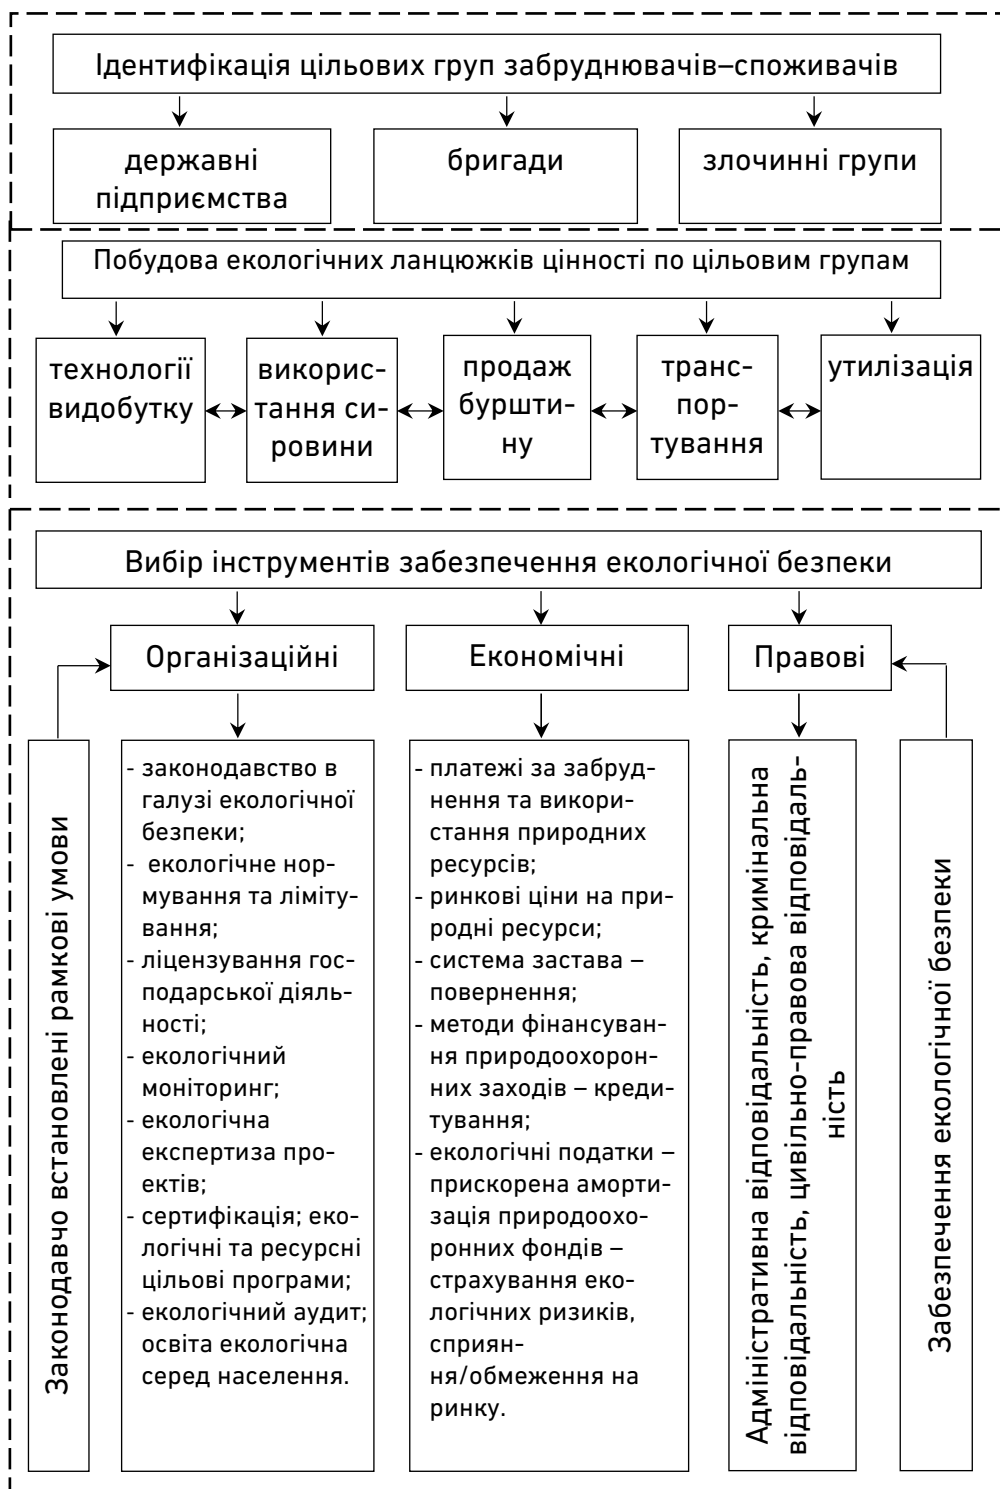 Ідентифікація цільових груп забруднювачів–споживачів
державні
підприємства
бригади
злочинні групи
Побудова екологічних ланцюжків цінності по цільовим групам
технології
видобутку
викорис-
тання си-
ровини
продаж
буршти-
ну
транс-
пор-
тування
утилізація
Вибір інструментів забезпечення екологічної безпеки
Організаційні
Економічні
Правові
Законодавчо встановлені рамкові умови
- законодавство в
галузі екологічної
безпеки;
- екологічне нор-
мування та ліміту-
вання;
- ліцензування гос-
подарської діяль-
ності;
- екологічний
моніторинг;
- екологічна
експертиза про-
ектів;
- сертифікація; еко-
логічні та ресурсні
цільові програми;
- екологічний аудит;
освіта екологічна
серед населення.
- платежі за забруд-
нення та викори-
стання природних
ресурсів;
- ринкові ціни на при-
родні ресурси;
- система застава –
повернення;
- методи фінансуван-
ня природоохорон-
них заходів – креди-
тування;
- екологічні податки –
прискорена аморти-
зація природоохо-
ронних фондів –
страхування еко-
логічних ризиків,
сприян-
ня/обмеження на
ринку.
Адміністративна відповідальність, кримінальна
відповідальність, цивільно-правова відповідаль-
ність
Забезпечення екологічної безпеки